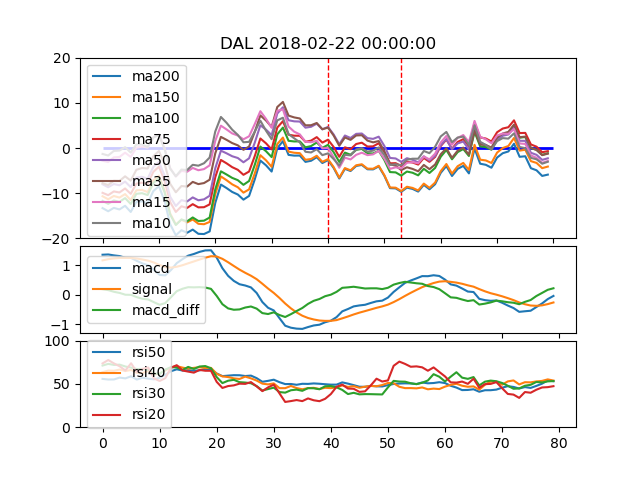 DAL 2018-02-22 00:00:00
20
10
0
−10
−20
ma200
ma150
ma100
ma75
ma50
ma35
ma15
ma10
1
0
−1
macd
signal
macd_diff
100
50
0
rsi50
rsi40
rsi30
rsi20
0 10 20 30 40 50 60 70 80